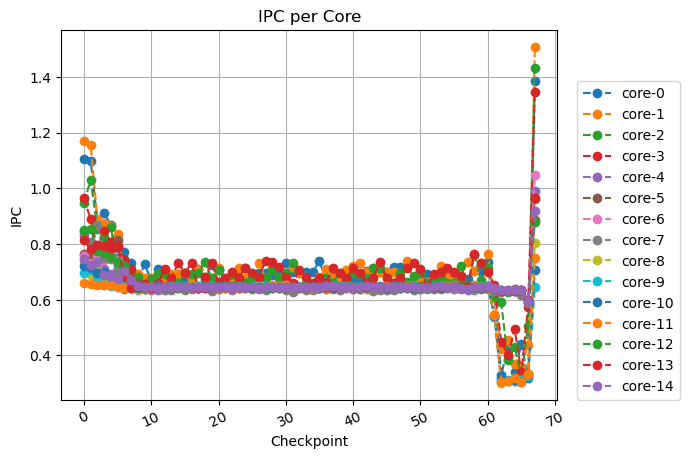 IPC per Core
IPC
1.4
1.2
1.0
0.8
0.6
0.4
0
10
20
30
40
50
60
70
Checkpoint
core-0
core-1
core-2
core-3
core-4
core-5
core-6
core-7
core-8
core-9
core-10
core-11
core-12
core-13
core-14